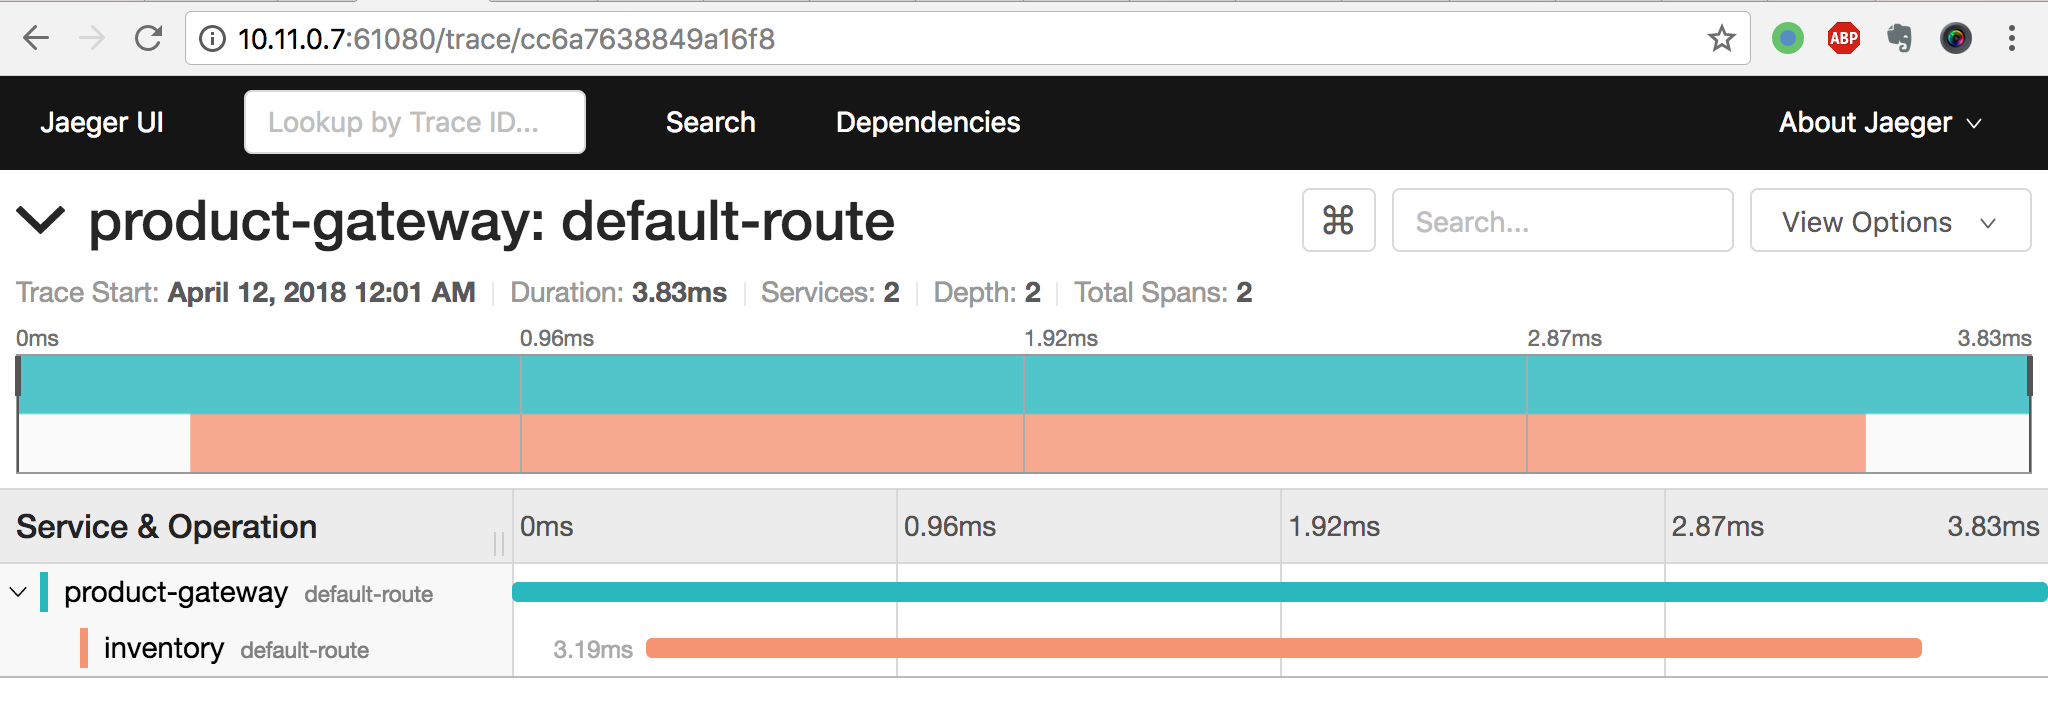 10.11.0.7:61080/trace/cc6a7638849a16f8
ABP
Jaeger UI Lookup by Trace ID... Search Dependencies About Jaeger
product-gateway: default-route ⌘ Search... View Options
Trace Start: April 12, 2018 12:01 AM Duration: 3.83ms Services: 2 Depth: 2 Total Spans: 2
0ms 0.96ms 1.92ms 2.87ms 3.83ms
Service & Operation 0ms 0.96ms 1.92ms 2.87ms 3.83ms
product-gateway default-route
inventory default-route 3.19ms